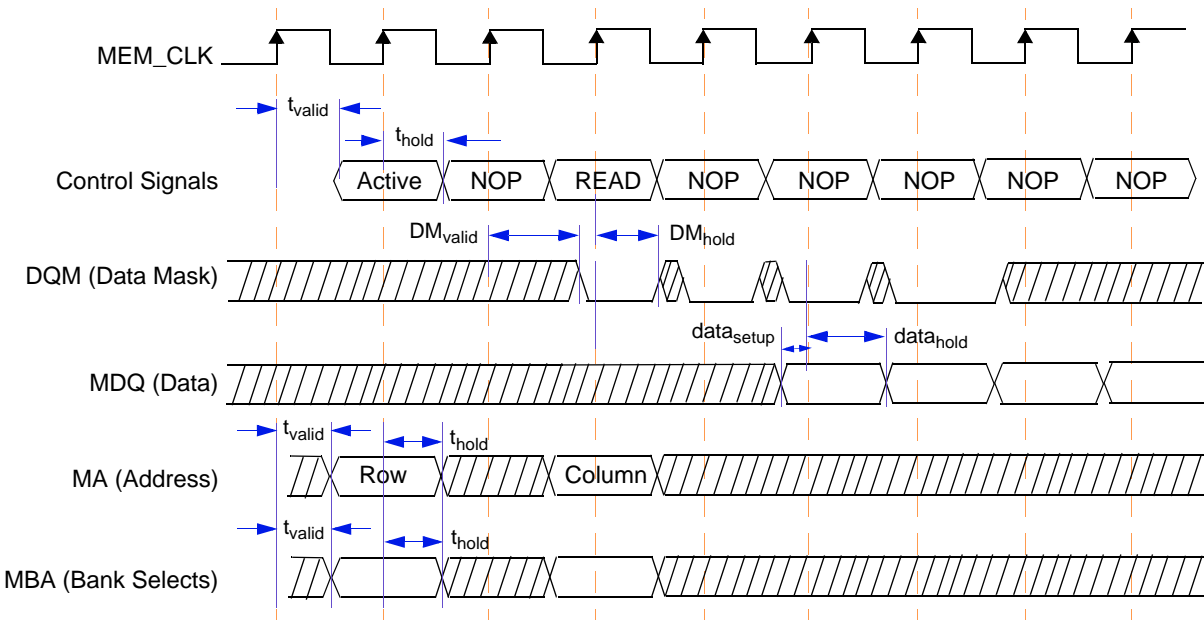 MEM_CLK
tvalid
thold
Control Signals
Active NOP READ NOP NOP NOP NOP NOP
DMvalid DMhold
DQM (Data Mask)
datasetup datahold
MDQ (Data)
tvalid thold
MA (Address)
Row Column
tvalid thold
MBA (Bank Selects)